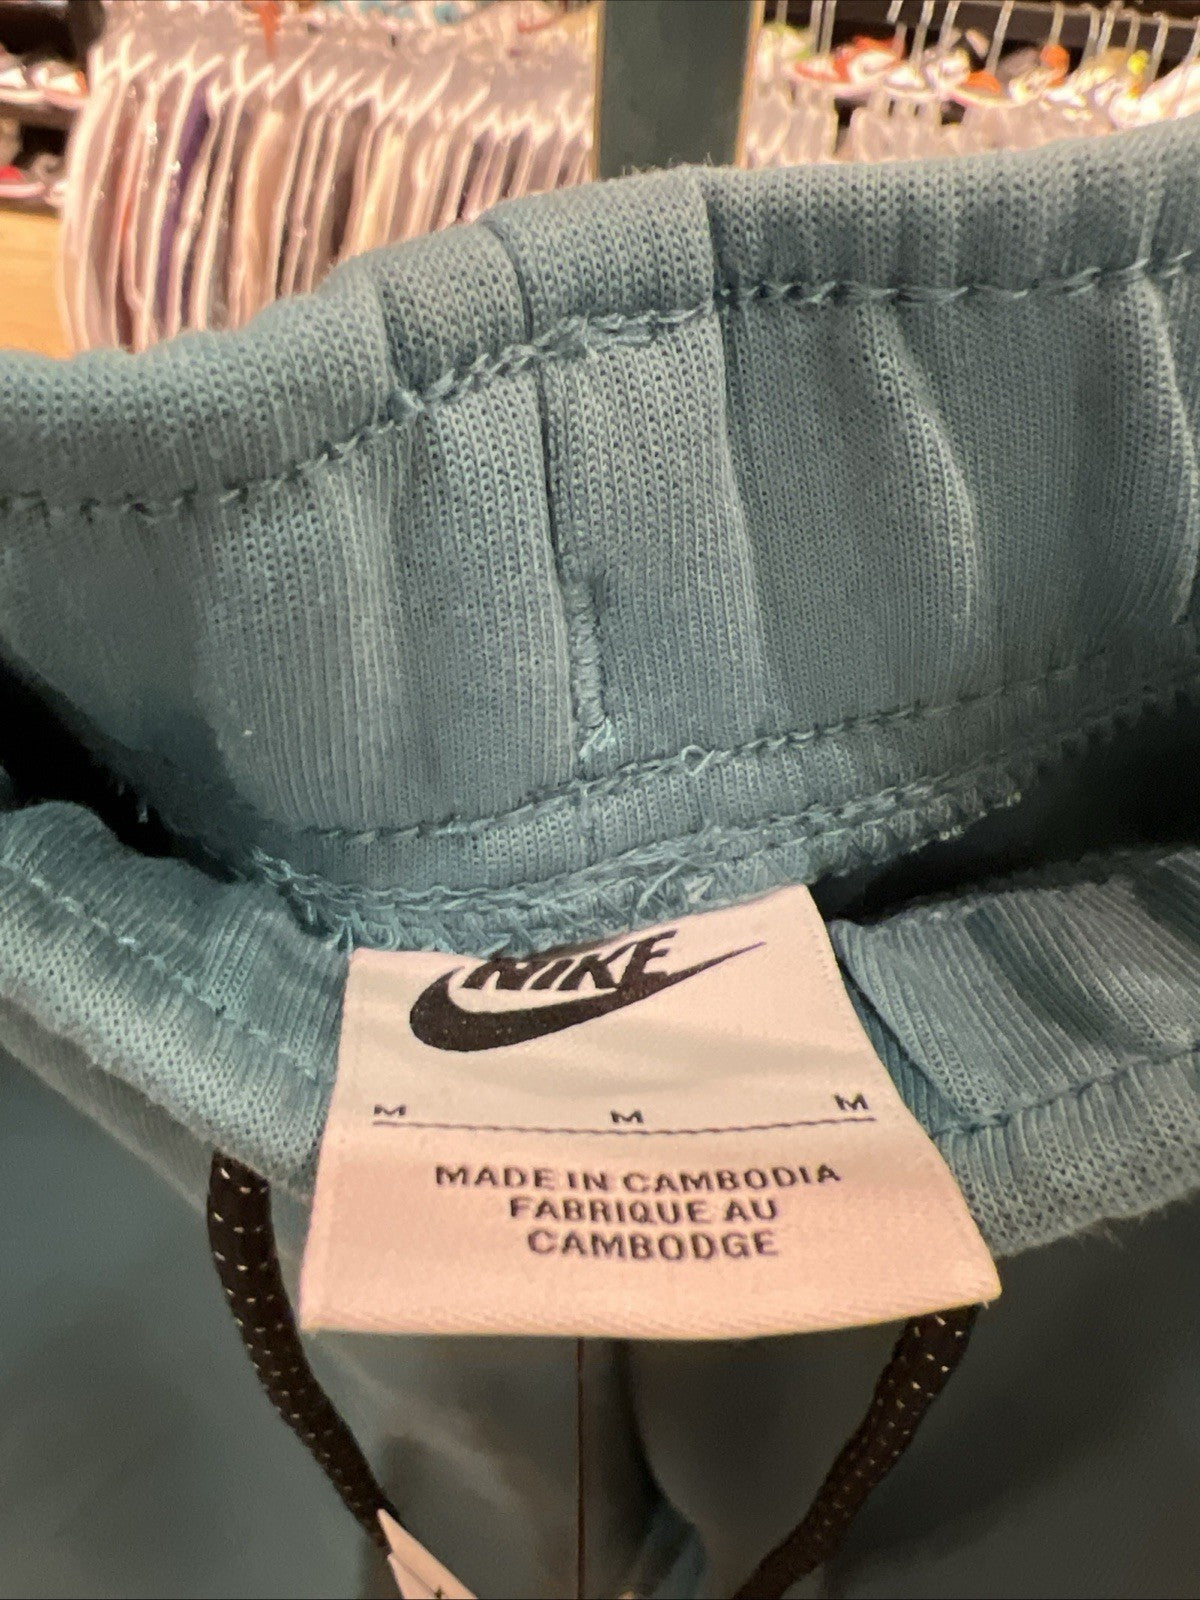 NIKE
M M M
MADE IN CAMBODIA
FABRIQUE AU
CAMBODGE